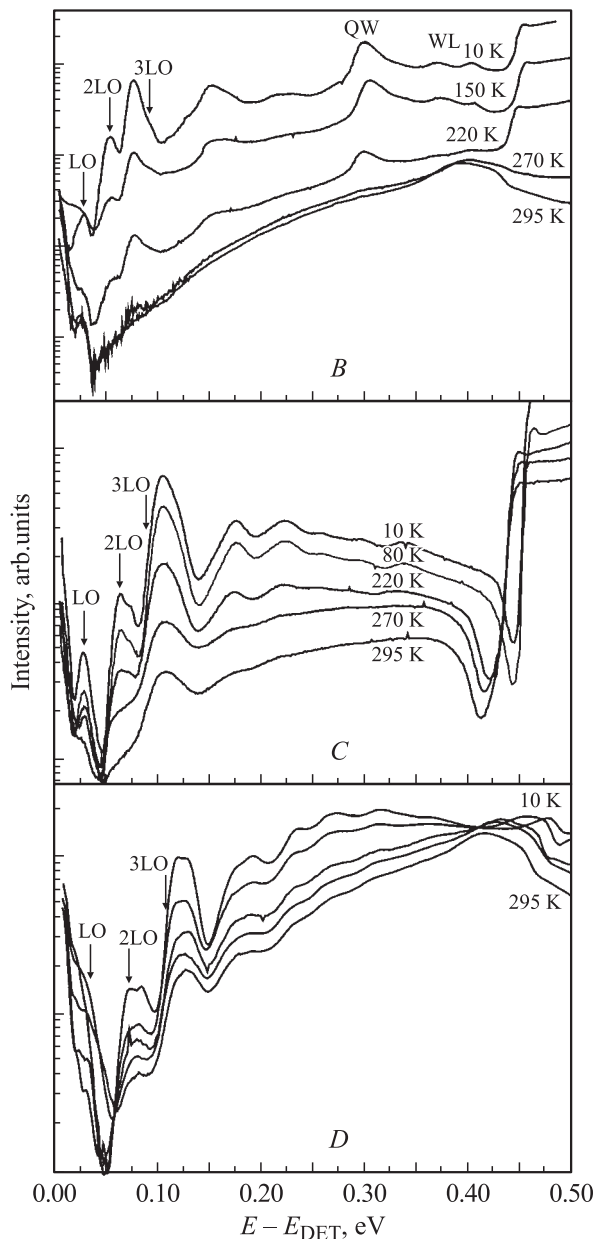 QW
WL
10 K
3LO
2LO
150 K
LO
220 K
270 K
295 K
B
3LO
2LO
10 K
80 K
LO
220 K
270 K
295 K
C
Intensity, arb.units
10 K
3LO
295 K
LO
2LO
D
0.00 0.10 0.20 0.30 0.40 0.50
E – E_DET, eV